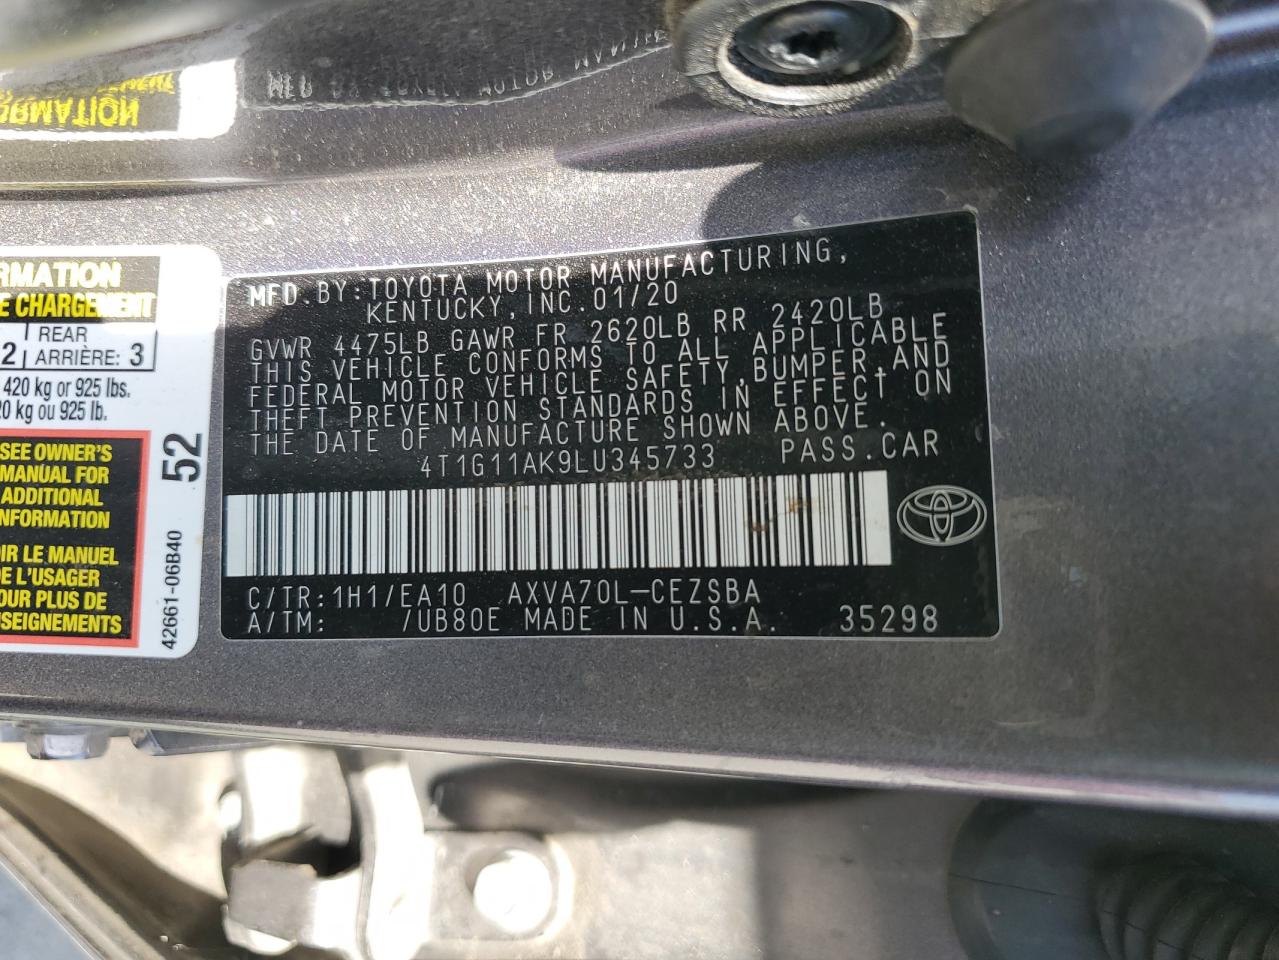 MFD. BY: TOYOTA MOTOR MANUFACTURING,
KENTUCKY, INC. 01/20
GVWR 4475LB GAWR FR 2620LB RR 2420LB
THIS VEHICLE CONFORMS TO ALL APPLICABLE
FEDERAL MOTOR VEHICLE SAFETY, BUMPER, AND
THEFT PREVENTION STANDARDS IN EFFECT ON
THE DATE OF MANUFACTURE SHOWN ABOVE.
4T1G11AK9LU345733 PASS. CAR
C/TR: 1H1/EA10 AXVA70L-CEZSBA
A/TM: /UB80E MADE IN U.S.A. 35298
RMATION
E CHARGEMENT
2 REAR
ARRIÈRE: 3
420 kg or 925 lbs.
20 kg ou 925 lb.
SEE OWNER'S
MANUAL FOR
ADDITIONAL
NFORMATION
OIR LE MANUEL
E L'USAGER
POUR PLUS DE
NSEIGNEMENTS
52
42661-06B40